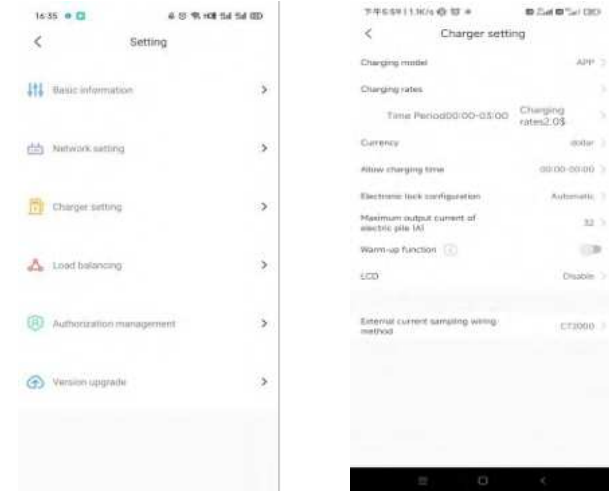 16:35
Setting
Basic information
Network setting
Charger setting
Load balancing
Authorization management
Version upgrade
Charger setting
Charging model APP
Charging rates
Time Period00:00-03:00 Charging
rates2.0$
Currency dollar
Allow charging time 00:00-00:00
Electronic lock configuration Automatic
Maximum output current of
electric pile (A) 32
Warm-up function
LCD Disable
External current sampling wiring
method CT2000